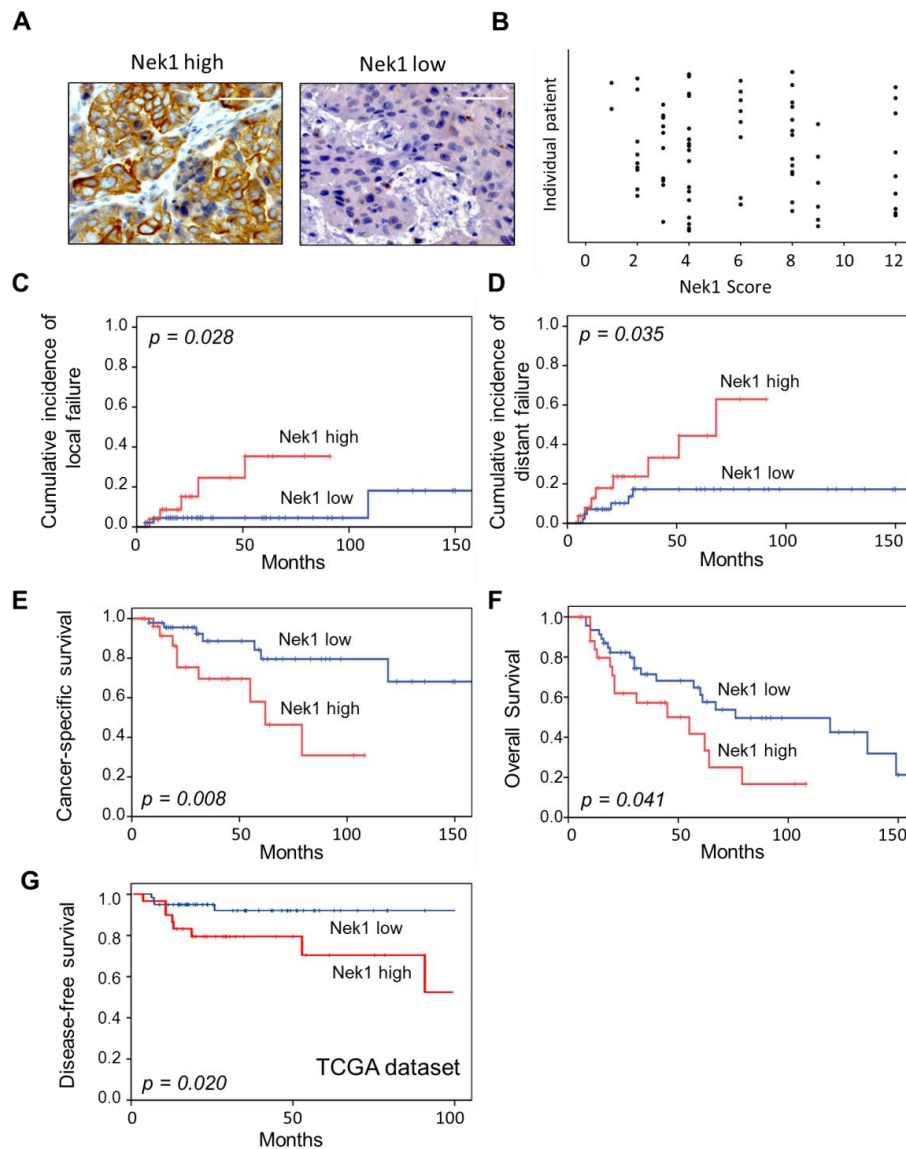 A
B
Nek1 high
Nek1 low
Individual patient
0 2 4 6 8 10 12
Nek1 Score
C
D
Cumulative incidence of
local failure
1.0
0.8
0.6
0.4
0.2
0.0
p = 0.028
Nek1 high
Nek1 low
0 50 100 150
Months
Cumulative incidence of
distant failure
1.0
0.8
0.6
0.4
0.2
0.0
p = 0.035
Nek1 high
Nek1 low
0 50 100 150
Months
E
F
Cancer-specific survival
1.0
0.8
0.6
0.4
0.2
0.0
Nek1 low
Nek1 high
p = 0.008
0 50 100 150
Months
Overall Survival
1.0
0.8
0.6
0.4
0.2
0.0
Nek1 low
Nek1 high
p = 0.041
0 50 100 150
Months
G
Disease-free survival
1.0
0.8
0.6
0.4
0.2
0.0
Nek1 low
Nek1 high
TCGA dataset
p = 0.020
0 50 100
Months